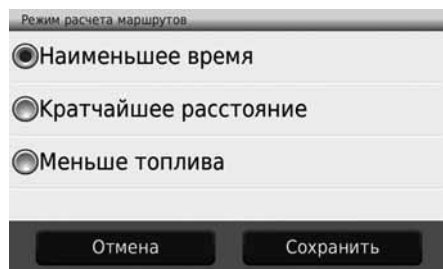 Режим расчета маршрутов
Наименьшее время
Кратчайшее расстояние
Меньше топлива
Отмена
Сохранить